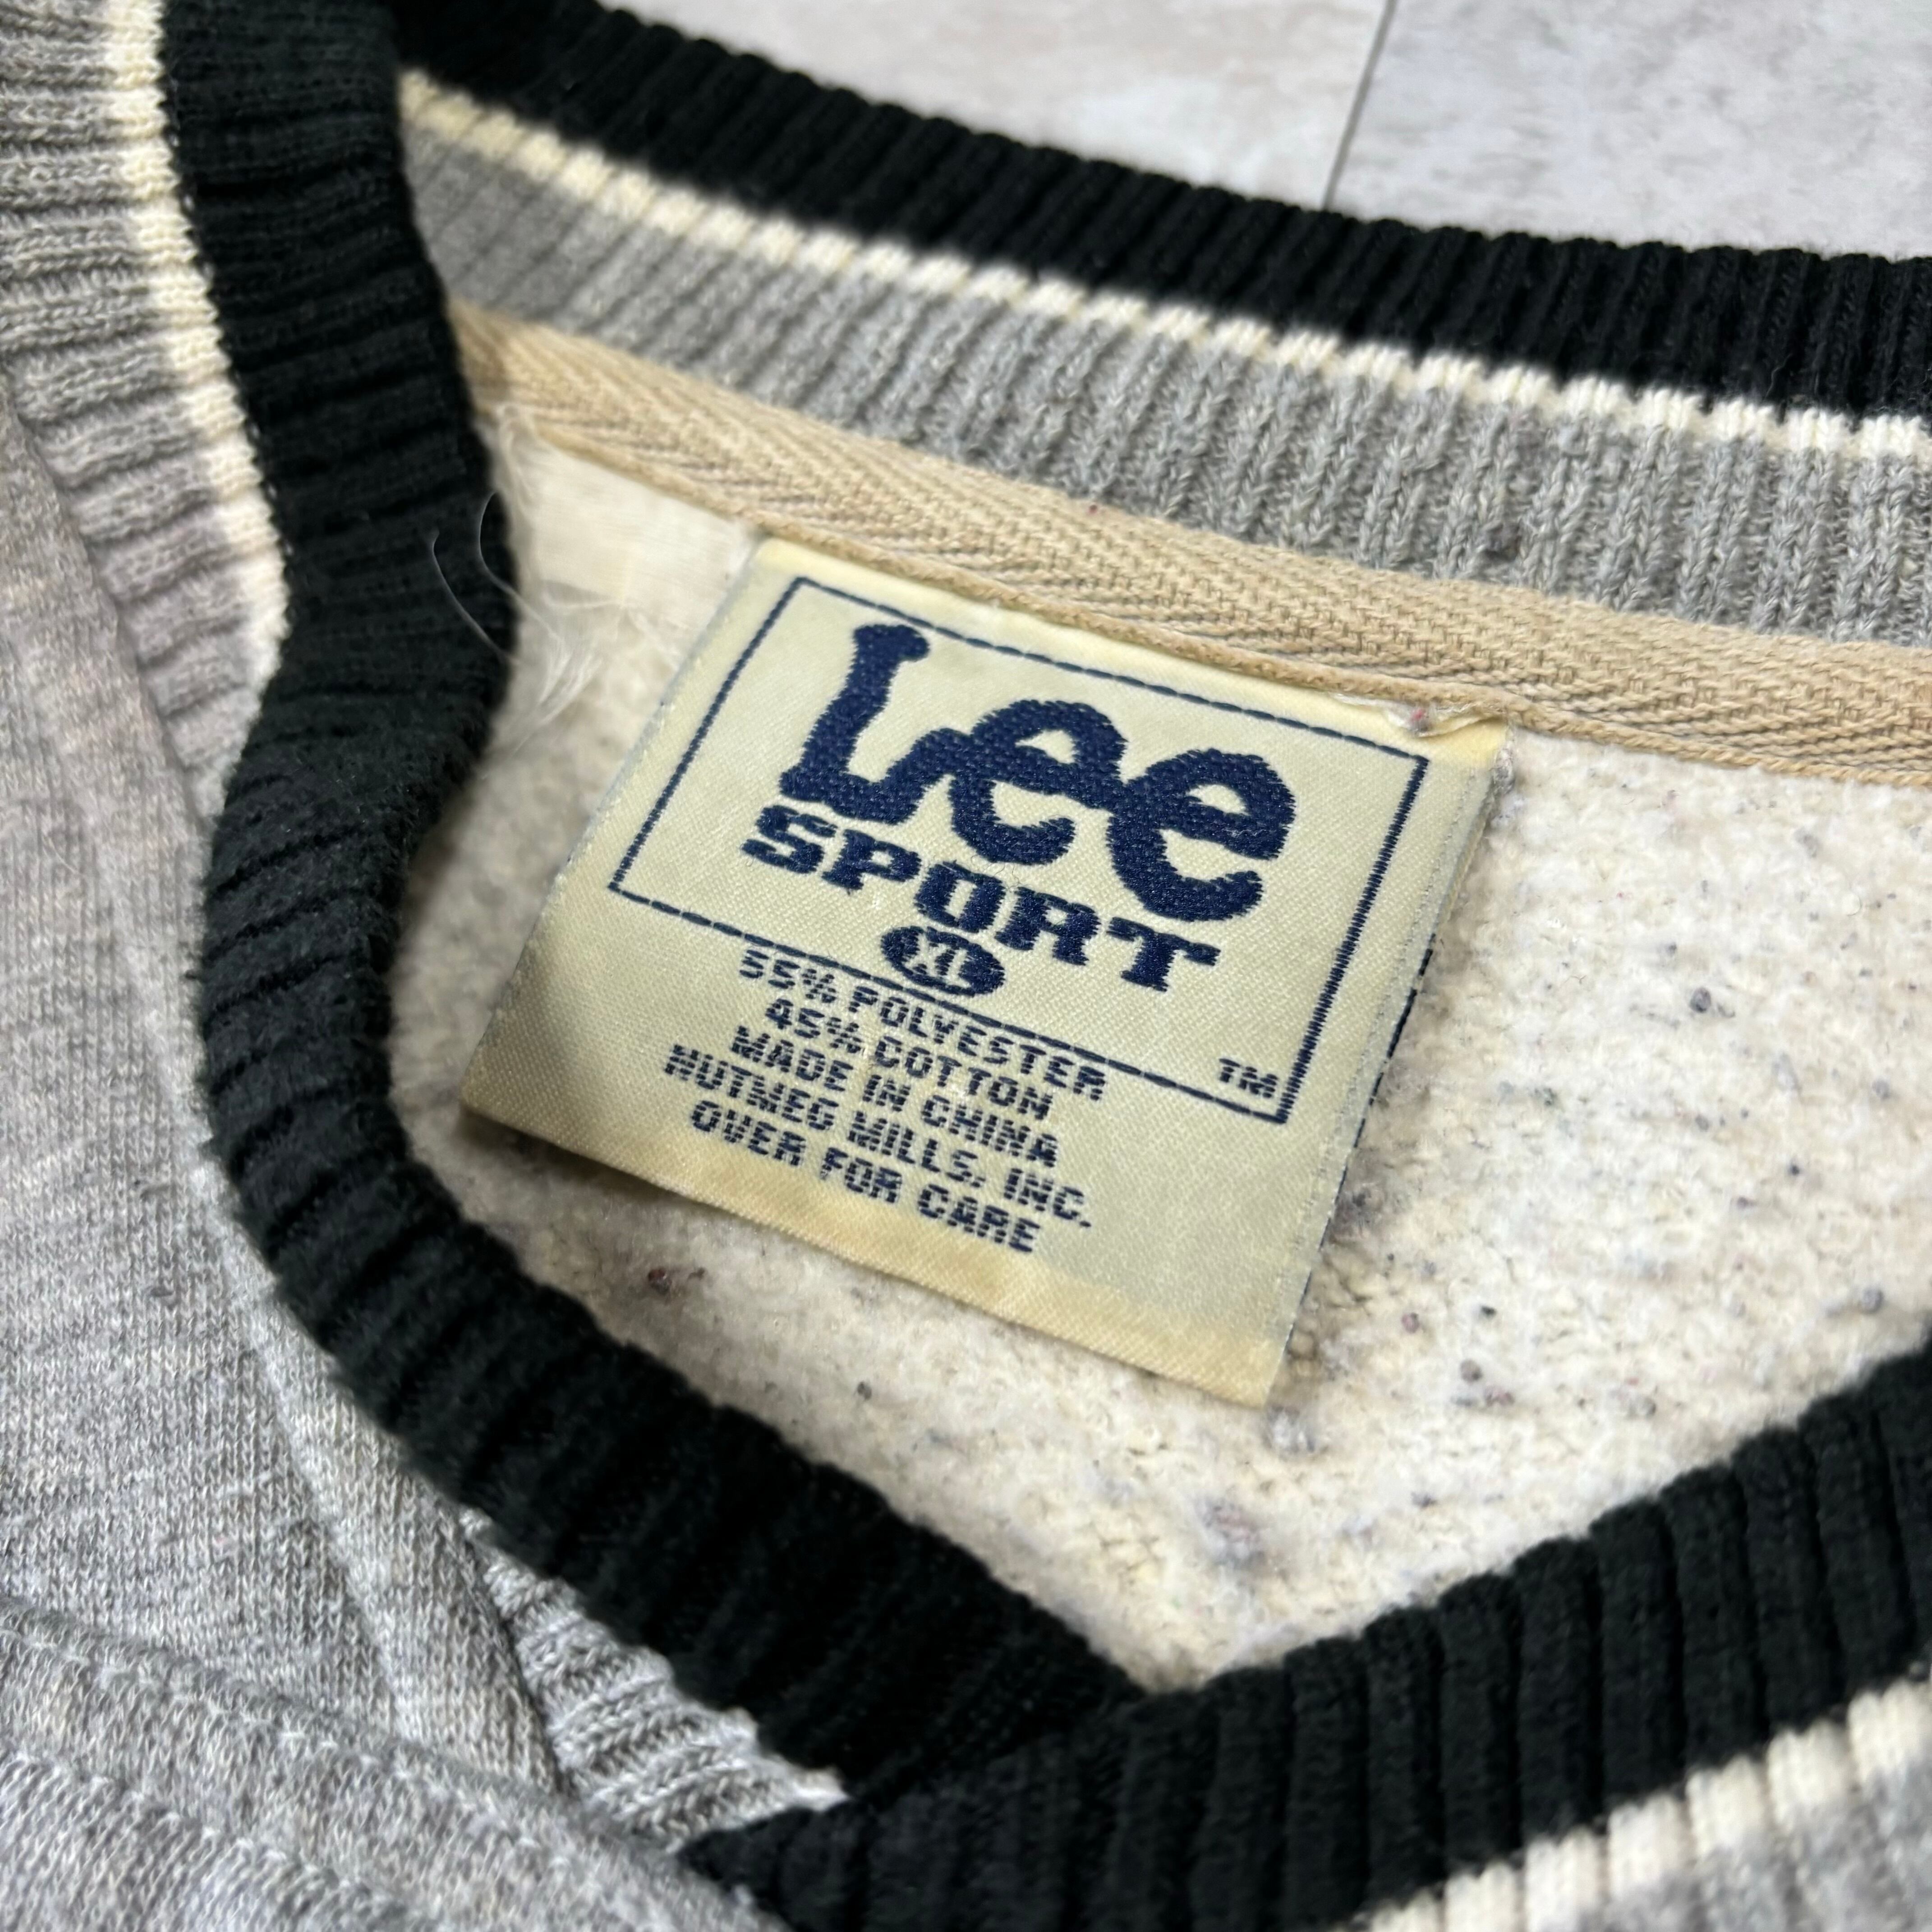 Lee
SPORT
XL
TM
55% POLYESTER
45% COTTON
MADE IN CHINA
NUTMEG MILLS, INC.
OVER FOR CARE